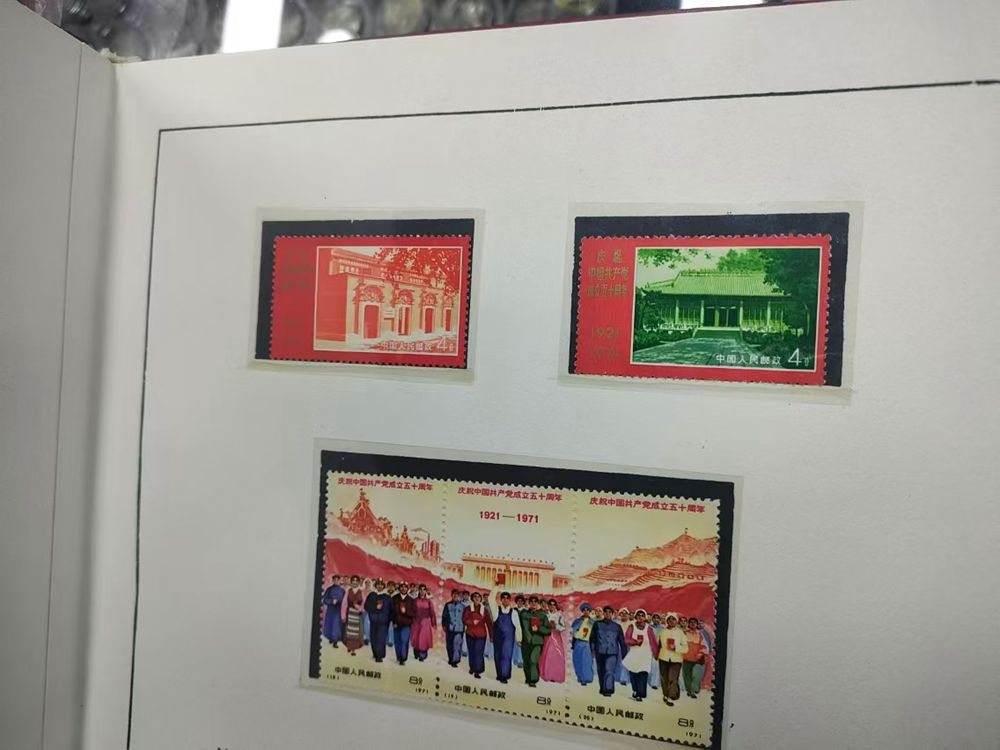 中国人民邮政 4分
庆祝
中国共产党
成立五十周年
1921
1971
中国人民邮政 4分
庆祝中国共产党成立五十周年
庆祝中国共产党成立五十周年
1921—1971
庆祝中国共产党成立五十周年
中国人民邮政
8分
1971
中国人民邮政
8分
1971
中国人民邮政
8分
1971